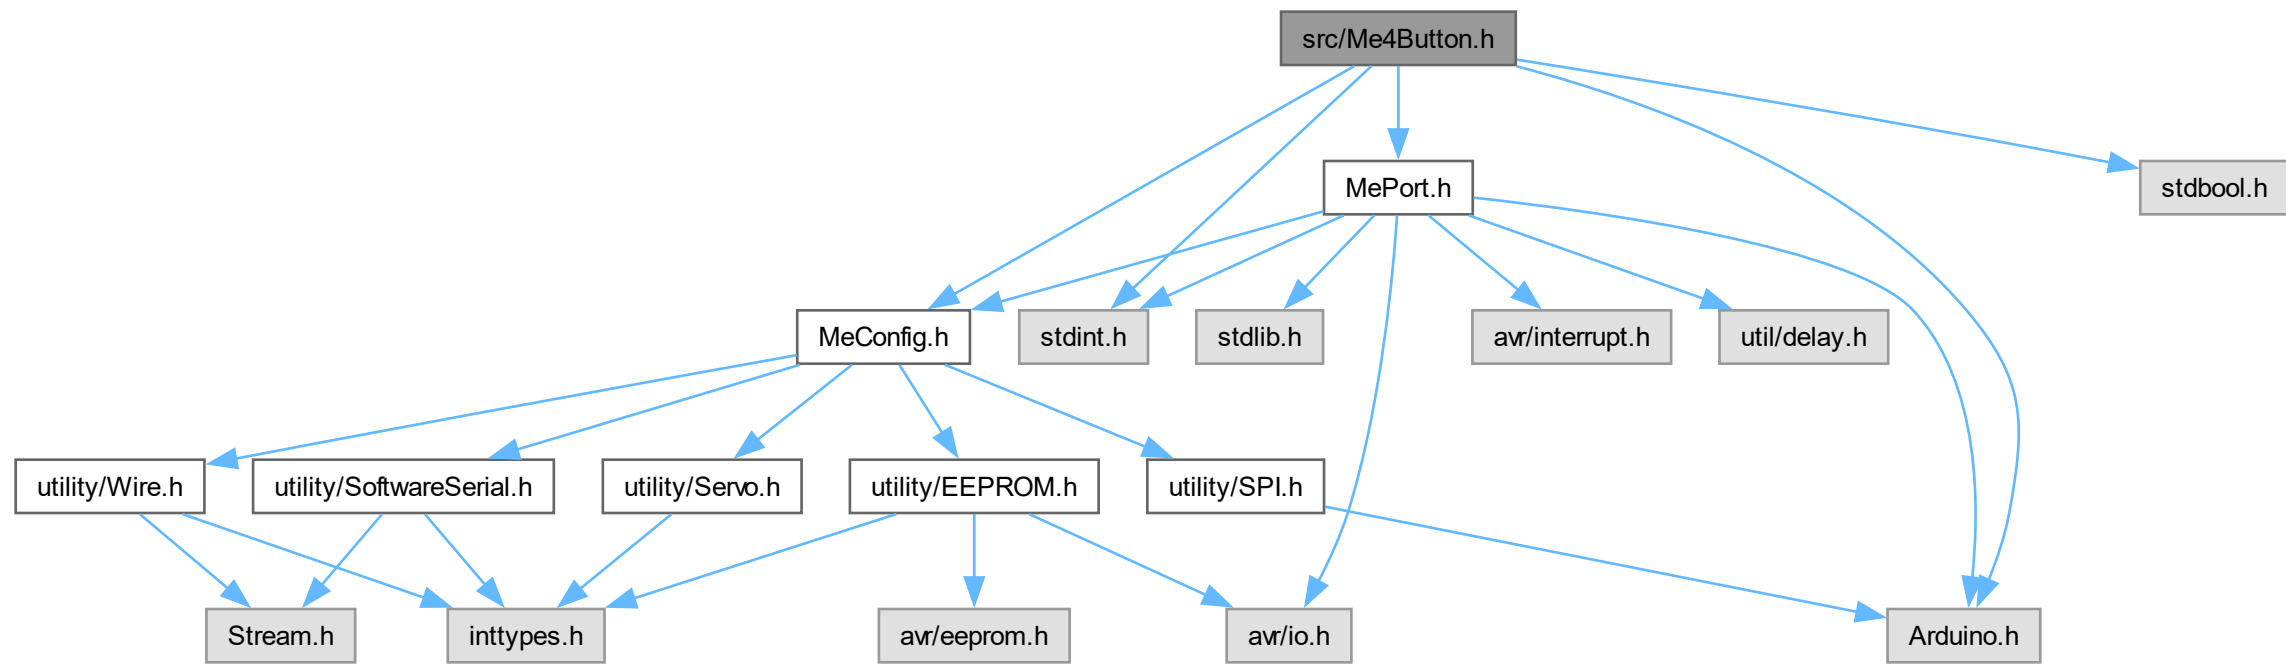 src/Me4Button.h
MePort.h
stdbool.h
MeConfig.h
stdint.h
stdlib.h
avr/interrupt.h
util/delay.h
utility/Wire.h
utility/SoftwareSerial.h
utility/Servo.h
utility/EEPROM.h
utility/SPI.h
Stream.h
inttypes.h
avr/eeprom.h
avr/io.h
Arduino.h